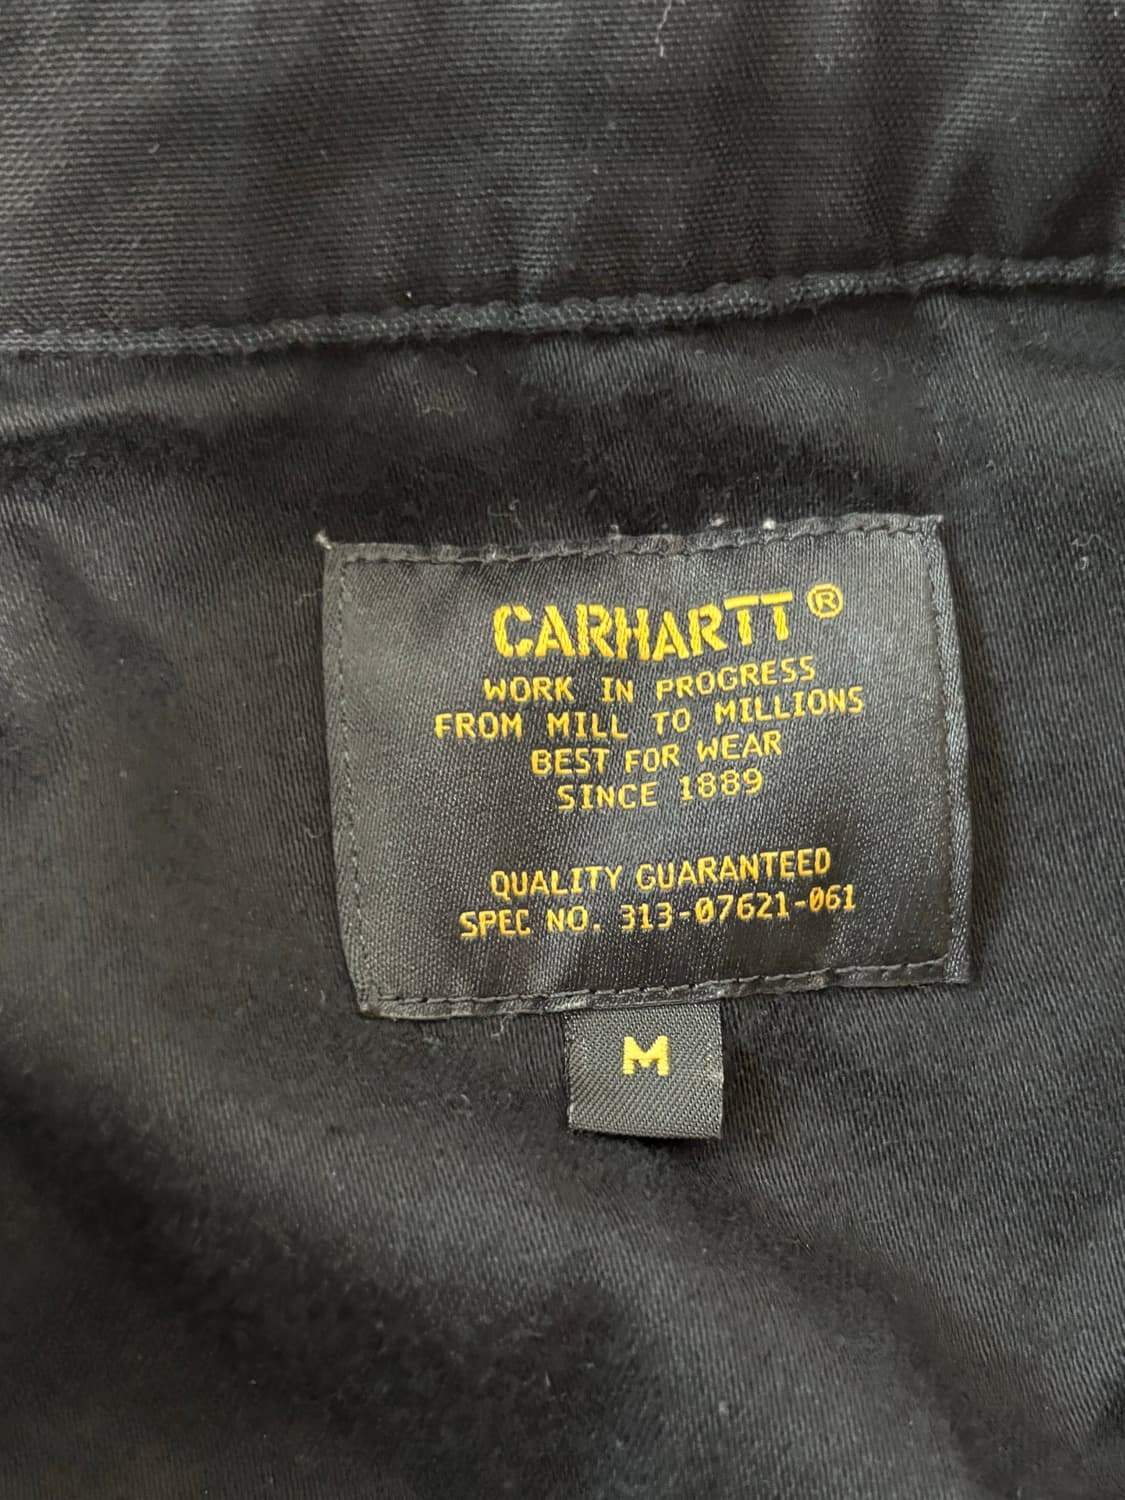 CARHARTT®
WORK IN PROGRESS
FROM MILL TO MILLIONS
BEST FOR WEAR
SINCE 1889
QUALITY GUARANTEED
SPEC NO. 313-07621-061
M